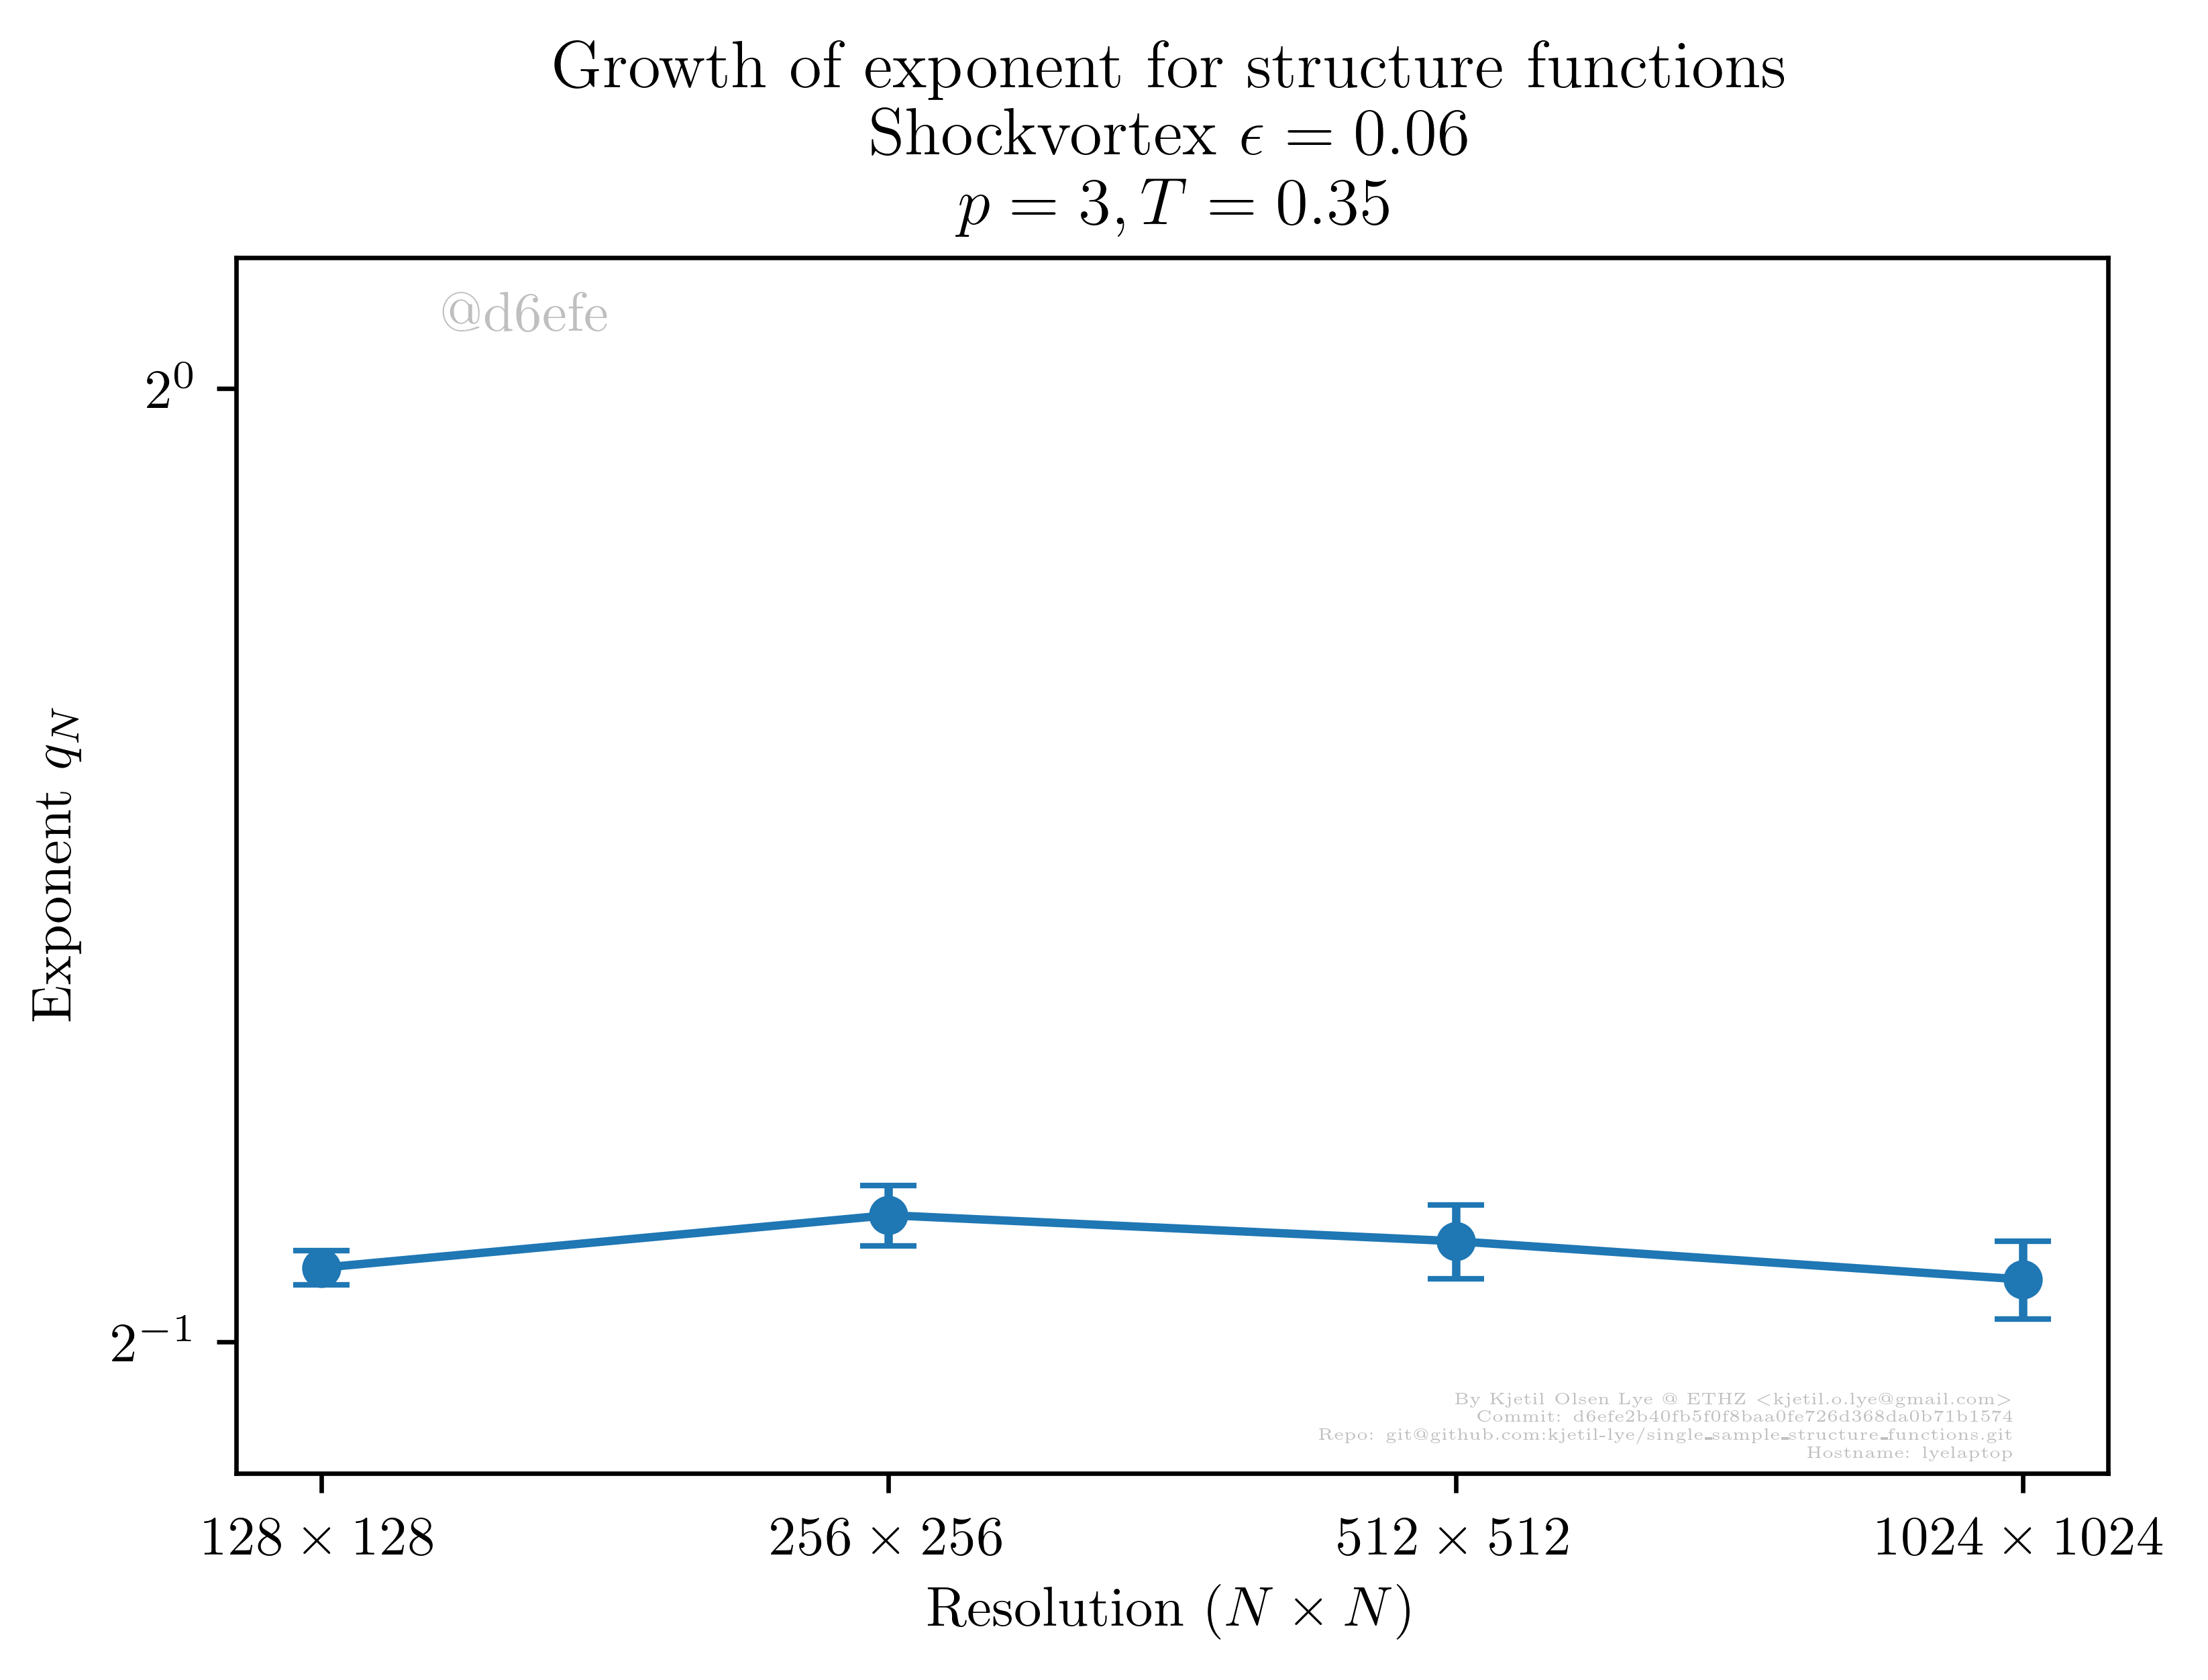 Growth of exponent for structure functions
Shockvortex ϵ = 0.06
p = 3, T = 0.35
@d6efe
2⁰
Exponent q_N
2⁻¹
By Kjetil Olsen Lye @ ETHZ <kjetil.o.lye@gmail.com>
Commit: d6efe2b40fb5f0f8baa0fe726d368da0b71b1574
Repo: git@github.com:kjetil-lye/single_sample_structure_functions.git
Hostname: lyelaptop
128 × 128 256 × 256 512 × 512 1024 × 1024
Resolution (N × N)